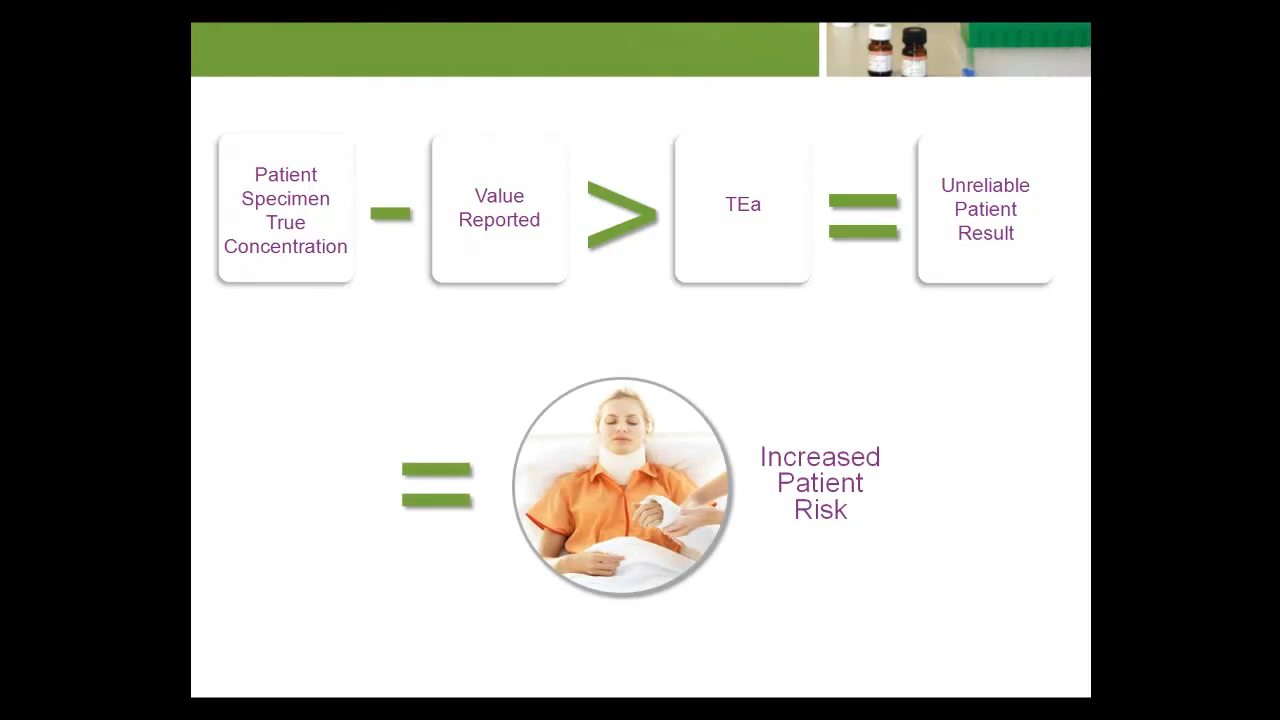 Patient
Specimen
True
Concentration
-
Value
Reported
>
TEa
=
Unreliable
Patient
Result
=
Increased
Patient
Risk